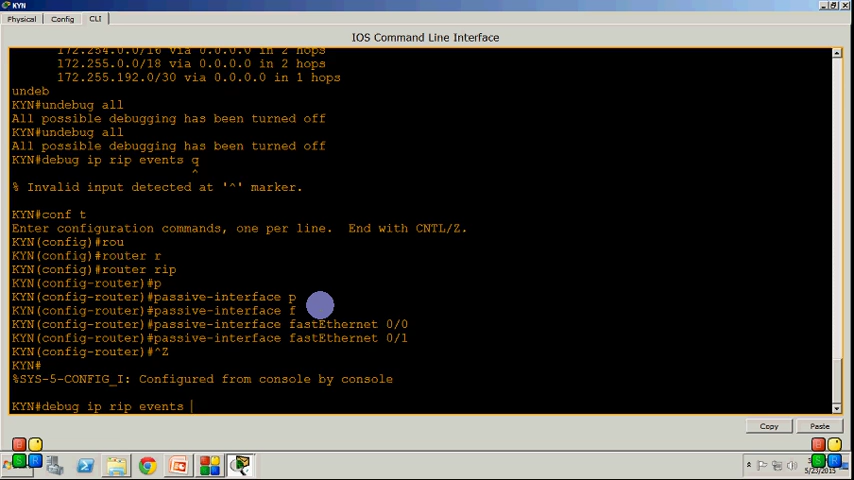 KYN
Physical Config CLI
IOS Command Line Interface
172.254.0.0/16 via 0.0.0.0 in 2 hops
172.255.0.0/18 via 0.0.0.0 in 2 hops
172.255.192.0/30 via 0.0.0.0 in 1 hops
undeb
KYN#undebug all
All possible debugging has been turned off
KYN#undebug all
All possible debugging has been turned off
KYN#debug ip rip events q
^
% Invalid input detected at '^' marker.
KYN#conf t
Enter configuration commands, one per line. End with CNTL/Z.
KYN(config)#rou
KYN(config)#router r
KYN(config)#router rip
KYN(config-router)#p
KYN(config-router)#passive-interface p
KYN(config-router)#passive-interface f
KYN(config-router)#passive-interface fastEthernet 0/0
KYN(config-router)#passive-interface fastEthernet 0/1
KYN(config-router)#^Z
KYN#
%SYS-5-CONFIG_I: Configured from console by console
KYN#debug ip rip events
Copy Paste
5/23/2015